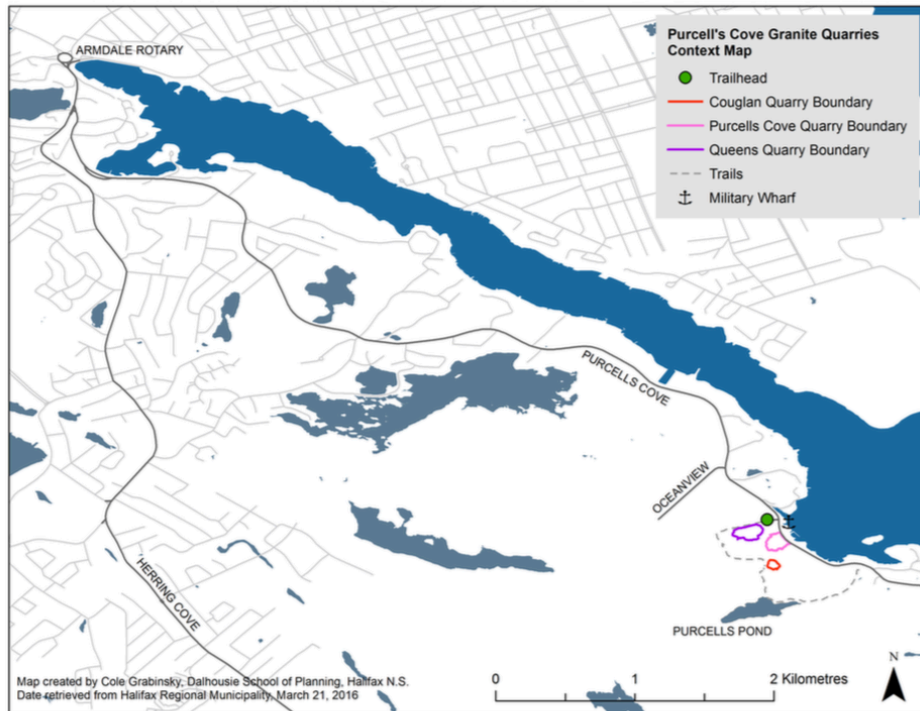 ARMDALE ROTARY
Purcell's Cove Granite Quarries
Context Map
Trailhead
Couglan Quarry Boundary
Purcells Cove Quarry Boundary
Queens Quarry Boundary
Trails
Military Wharf
PURCELLS COVE
OCEANVIEW
HERRING COVE
PURCELLS POND
Map created by Cole Grabinsky, Dalhousie School of Planning, Halifax N.S.
Date retrieved from Halifax Regional Municipality, March 21, 2016
0
2 Kilometres
N